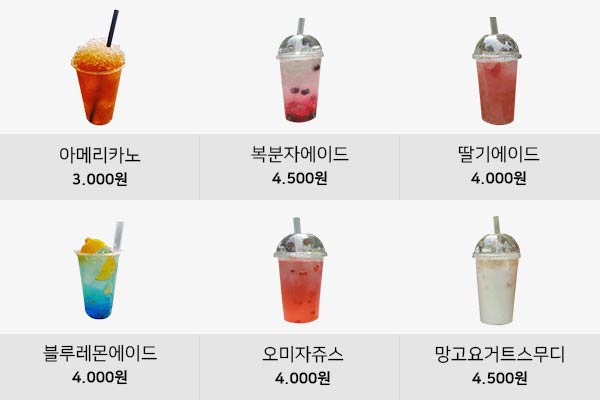 아메리카노
3.000원
복분자에이드
4.500원
딸기에이드
4.000원
블루레몬에이드
4.000원
오미자쥬스
4.000원
망고요거트스무디
4.500원